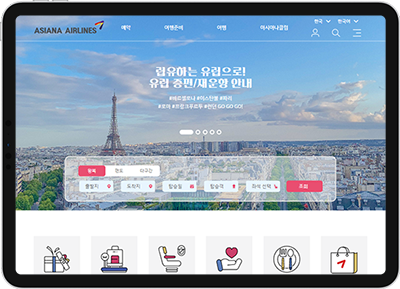 ASIANA AIRLINES
예약 여행준비 여행 아시아나클럽
한국 한국어
립유하는 유럽으로!
유럽 증편/재운항 안내
#바르셀로나 #이스탄불 #파리
#로마 #프랑크푸르트 #런던 GO GO GO!
왕복 편도 다구간
출발지 도착지 탑승일 탑승객 좌석 선택 조회